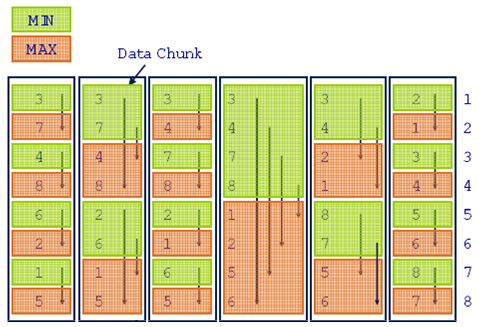 MIN
MAX
Data Chunk
3 3 3 3 3 2 1
7 7 4 4 4 1 2
4 4 7 7 2 3 3
8 8 8 8 1 4 4
6 2 2 1 8 5 5
2 6 1 2 7 6 6
1 1 6 5 5 8 7
5 5 5 6 6 7 8